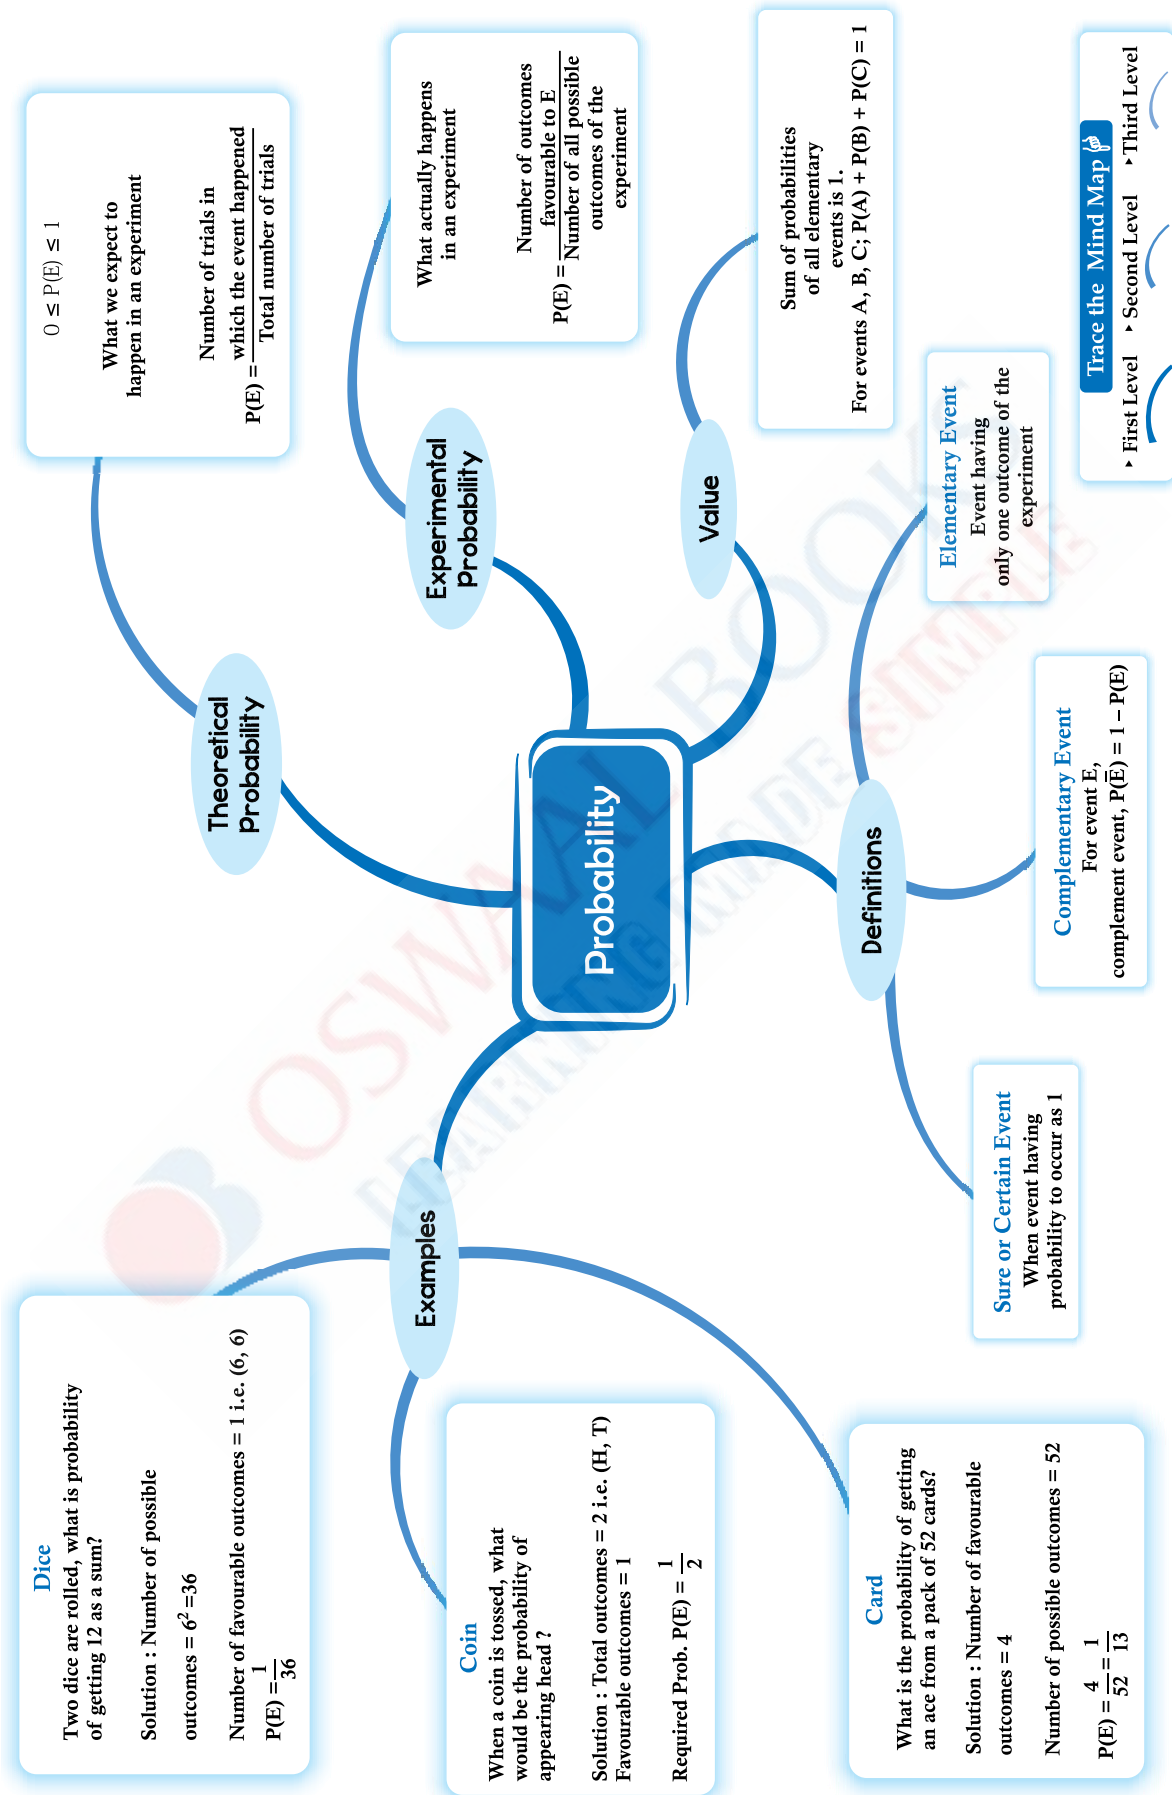 Probability
Theoretical
Probability
0 ≤ P(E) ≤ 1
What we expect to
happen in an experiment
Number of trials in
which the event happened
P(E) =
Total number of trials
Experimental
Probability
What actually happens
in an experiment
Number of outcomes
favourable to E
P(E) =
Number of all possible
outcomes of the
experiment
Value
Sum of probabilities
of all elementary
events is 1.
For events A, B, C; P(A) + P(B) + P(C) = 1
Definitions
Elementary Event
Event having
only one outcome of the
experiment
Complementary Event
For event E,
complement event, P(E̅) = 1 – P(E)
Sure or Certain Event
When event having
probability to occur as 1
Examples
Dice
Two dice are rolled, what is probability
of getting 12 as a sum?
Solution : Number of possible
outcomes = 6² =36
Number of favourable outcomes = 1 i.e. (6, 6)
P(E) = 1/36
Coin
When a coin is tossed, what
would be the probability of
appearing head ?
Solution : Total outcomes = 2 i.e. (H, T)
Favourable outcomes = 1
Required Prob. P(E) = 1/2
Card
What is the probability of getting
an ace from a pack of 52 cards?
Solution : Number of favourable
outcomes = 4
Number of possible outcomes = 52
P(E) = 4/52 = 1/13
Trace the Mind Map
‣ First Level ‣ Second Level ‣ Third Level
OSWAAL BOOKS
LEARNING MADE SIMPLE